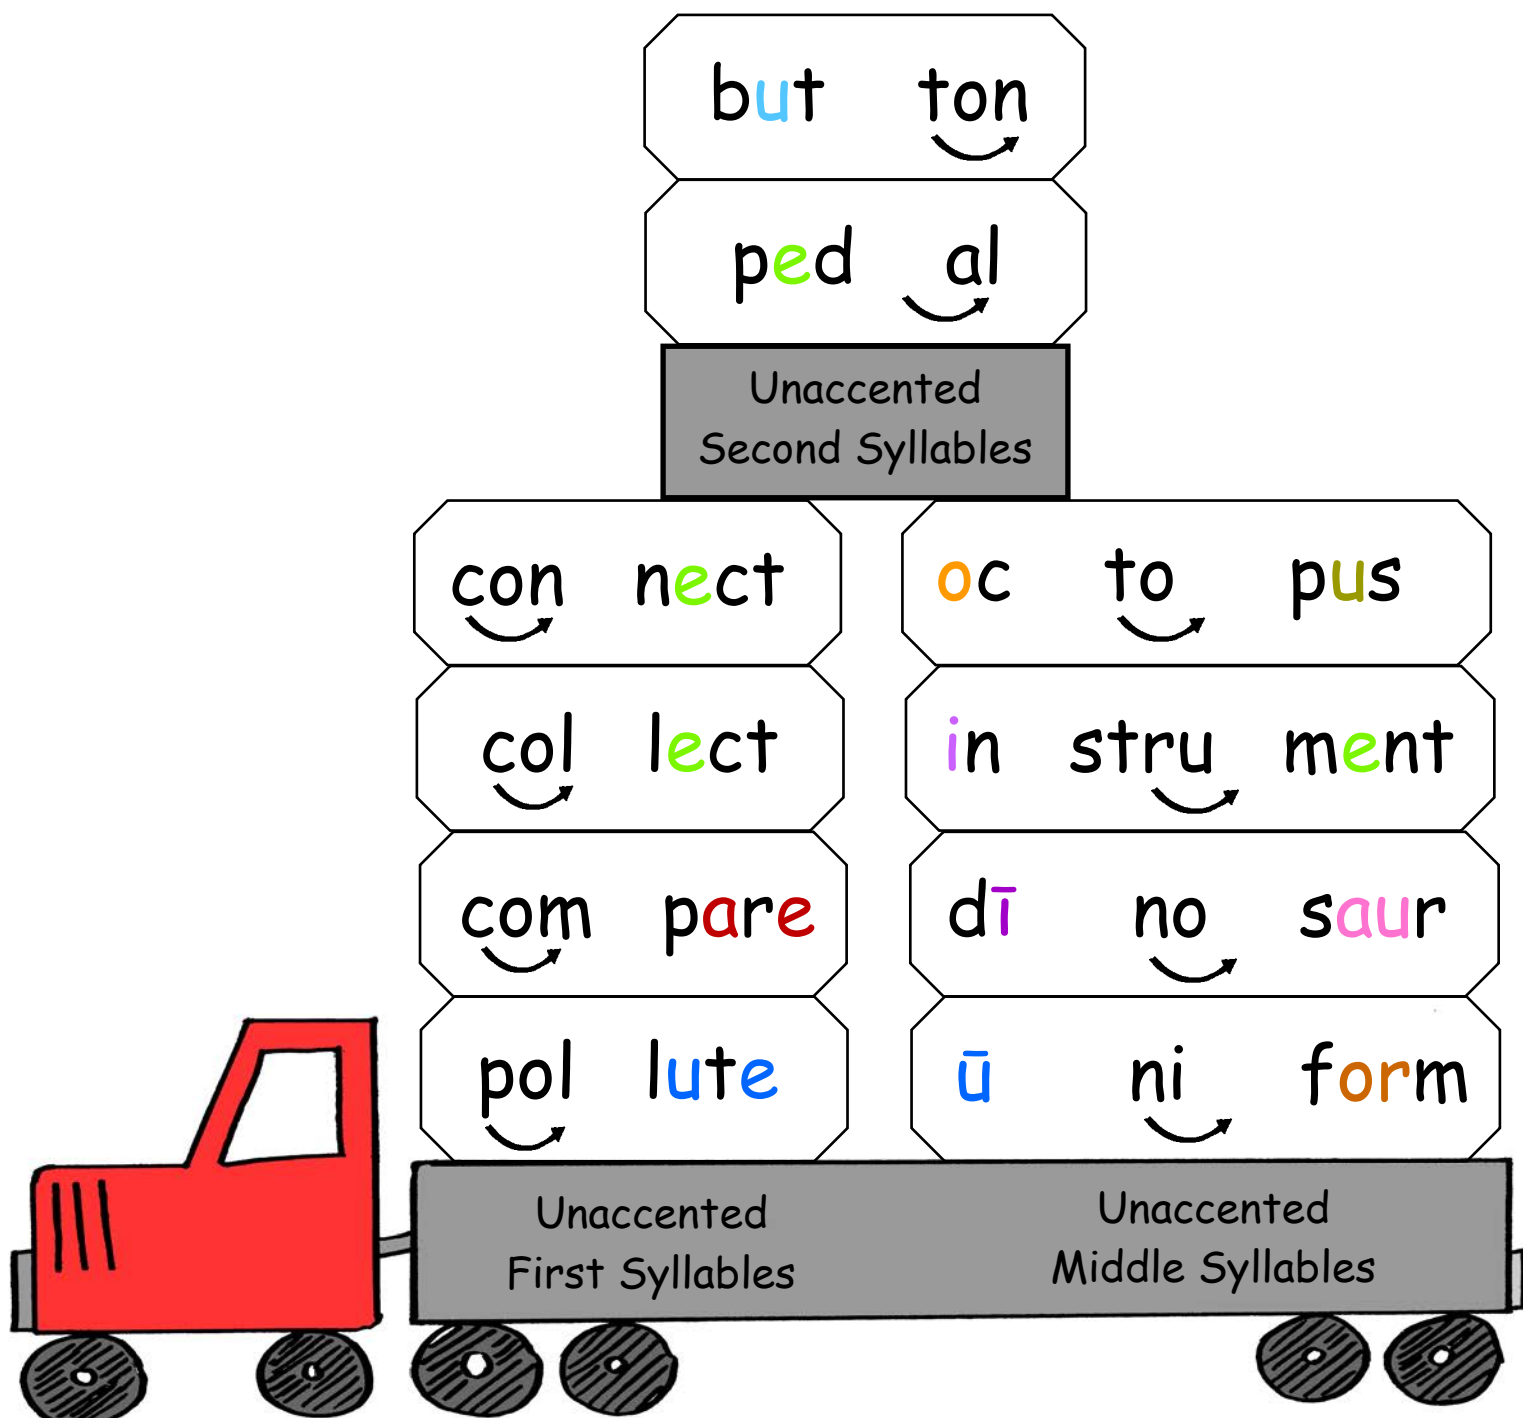 but ton
ped al
Unaccented
Second Syllables
con nect
col lect
com pare
pol lute
oc to pus
in stru ment
dī no saur
ū ni form
Unaccented
First Syllables
Unaccented
Middle Syllables